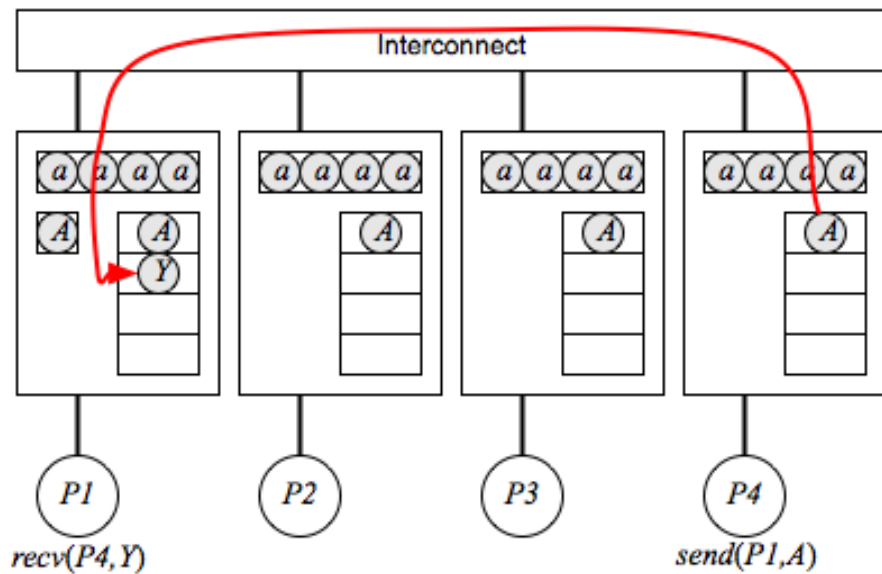 Interconnect
a a a a a a a a a a a a a a a a
A A A A A
Y
P1 P2 P3 P4
recv(P4,Y) send(P1,A)